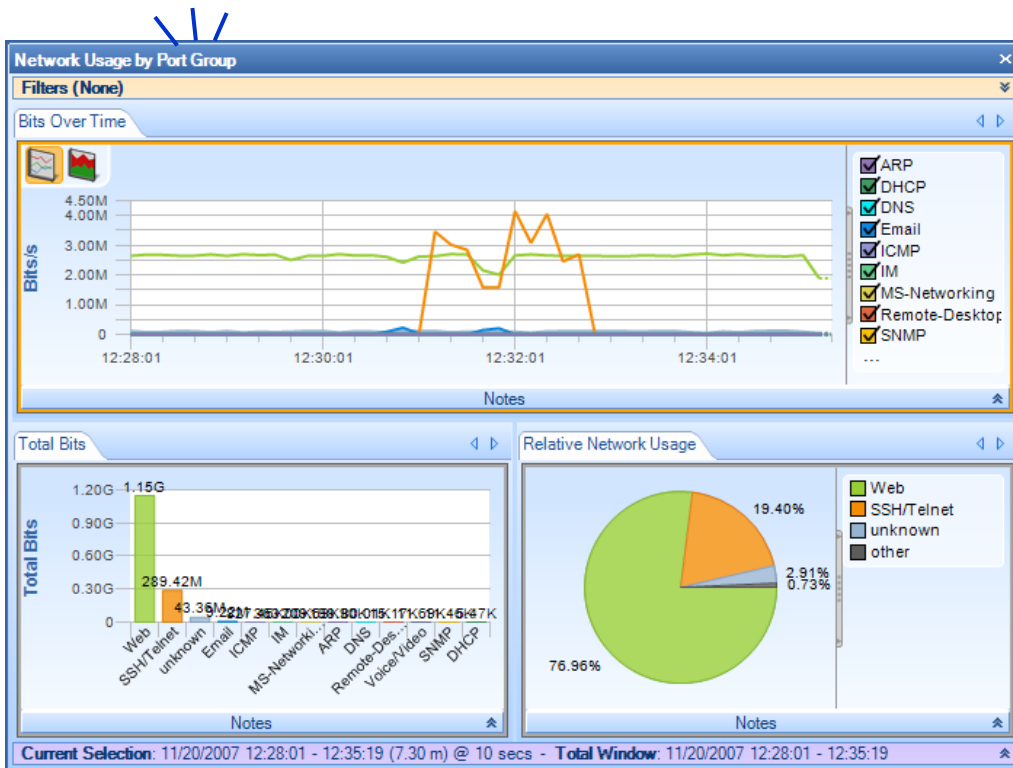 Network Usage by Port Group
Filters (None)
Bits Over Time
Bits/s
4.50M
4.00M
3.00M
2.00M
1.00M
0
12:28:01
12:30:01
12:32:01
12:34:01
ARP
DHCP
DNS
Email
ICMP
IM
MS-Networking
Remote-Desktop
SNMP
...
Notes
Total Bits
Total Bits
1.20G
0.90G
0.60G
0.30G
0
1.15G
289.42M
43.36M
Web
SSH/Telnet
unknown
Email
ICMP
IM
MS-Networki...
ARP
DNS
Remote-Des...
Voice/Video
SNMP
DHCP
Notes
Relative Network Usage
19.40%
2.91%
0.73%
76.96%
Web
SSH/Telnet
unknown
other
Notes
Current Selection: 11/20/2007 12:28:01 - 12:35:19 (7.30 m) @ 10 secs - Total Window: 11/20/2007 12:28:01 - 12:35:19